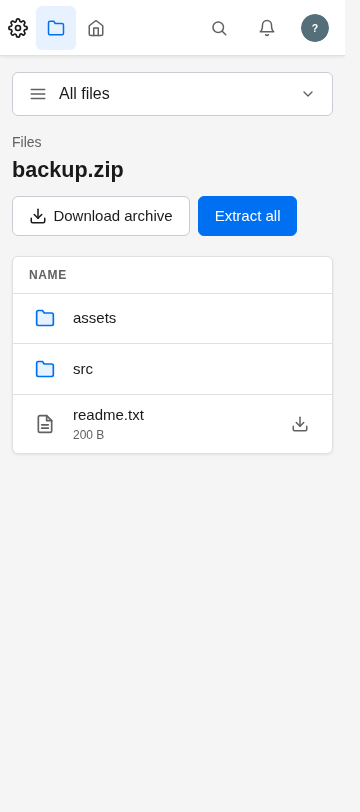 ?
All files
Files
backup.zip
Download archive
Extract all
NAME
assets
src
readme.txt
200 B